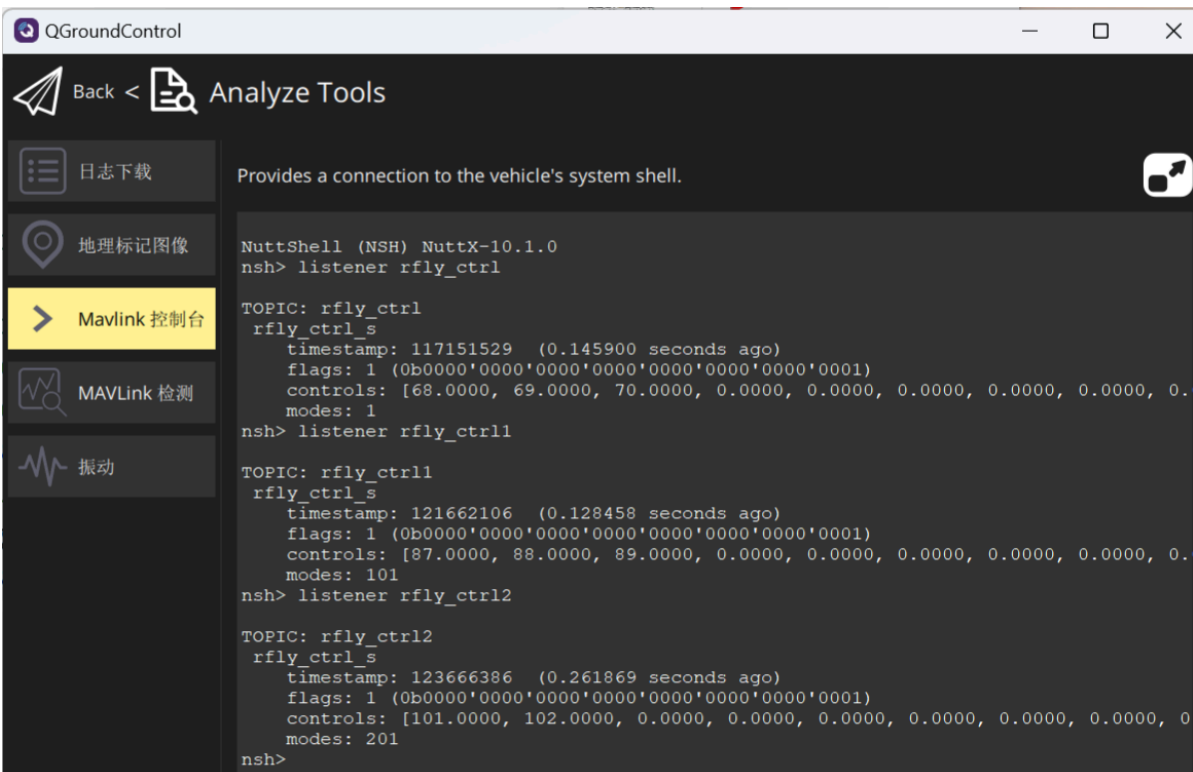 QGroundControl
Back < Analyze Tools
日志下载
地理标记图像
Mavlink 控制台
MAVLink 检测
振动
Provides a connection to the vehicle's system shell.
NuttShell (NSH) NuttX-10.1.0
nsh> listener rfly_ctrl
TOPIC: rfly_ctrl
rfly_ctrl_s
timestamp: 117151529 (0.145900 seconds ago)
flags: 1 (0b0000'0000'0000'0000'0000'0000'0000'0001)
controls: [68.0000, 69.0000, 70.0000, 0.0000, 0.0000, 0.0000, 0.0000, 0.0000, 0.
modes: 1
nsh> listener rfly_ctrl1
TOPIC: rfly_ctrl1
rfly_ctrl_s
timestamp: 121662106 (0.128458 seconds ago)
flags: 1 (0b0000'0000'0000'0000'0000'0000'0000'0001)
controls: [87.0000, 88.0000, 89.0000, 0.0000, 0.0000, 0.0000, 0.0000, 0.0000, 0.
modes: 101
nsh> listener rfly_ctrl2
TOPIC: rfly_ctrl2
rfly_ctrl_s
timestamp: 123666386 (0.261869 seconds ago)
flags: 1 (0b0000'0000'0000'0000'0000'0000'0000'0001)
controls: [101.0000, 102.0000, 0.0000, 0.0000, 0.0000, 0.0000, 0.0000, 0.0000, 0
modes: 201
nsh>